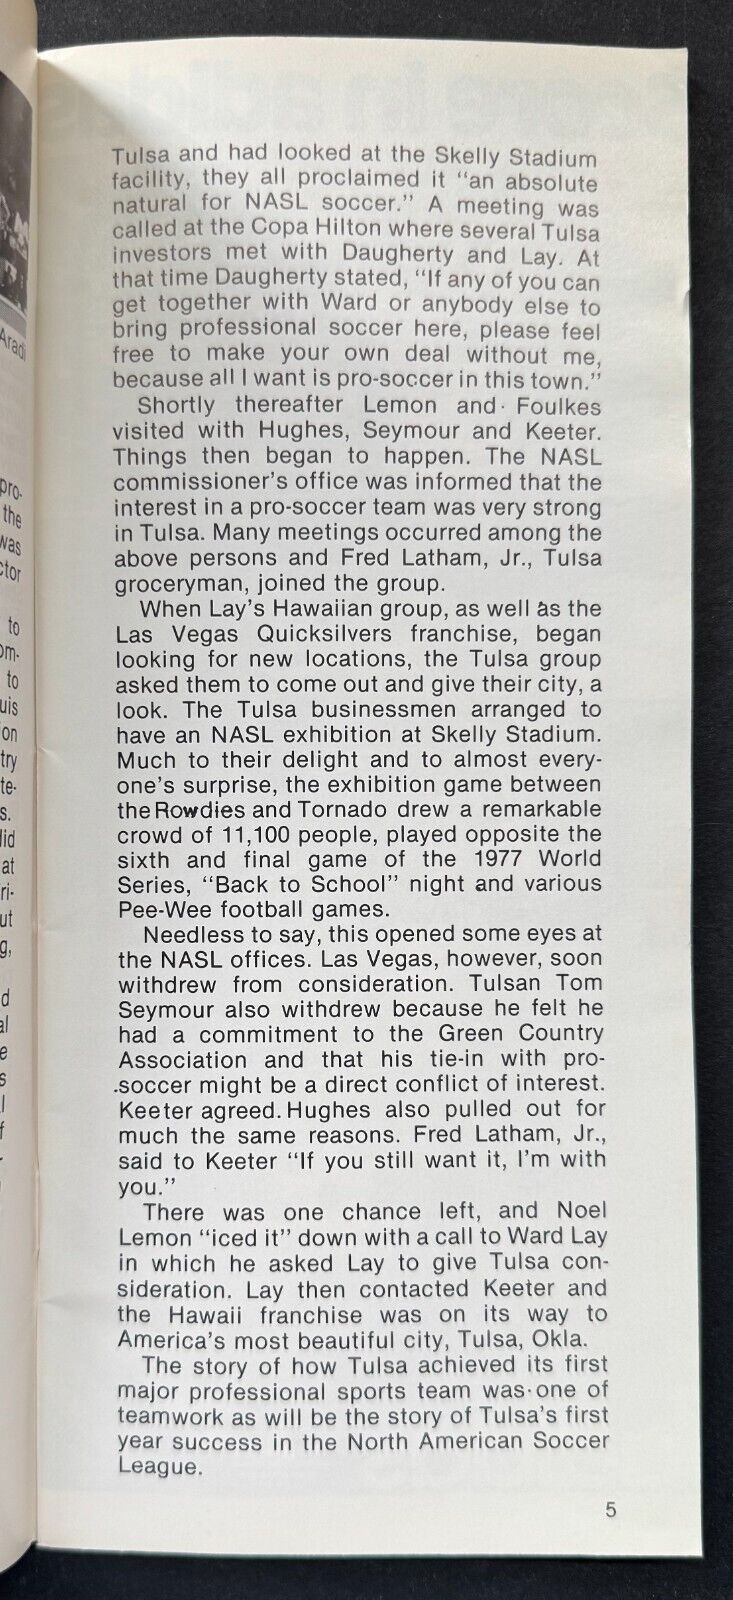 Tulsa and had looked at the Skelly Stadium
facility, they all proclaimed it "an absolute
natural for NASL soccer." A meeting was
called at the Copa Hilton where several Tulsa
investors met with Daugherty and Lay. At
that time Daugherty stated, "If any of you can
get together with Ward or anybody else to
bring professional soccer here, please feel
free to make your own deal without me,
because all I want is pro-soccer in this town."
Shortly thereafter Lemon and Foulkes
visited with Hughes, Seymour and Keeter.
Things then began to happen. The NASL
commissioner's office was informed that the
interest in a pro-soccer team was very strong
in Tulsa. Many meetings occurred among the
above persons and Fred Latham, Jr., Tulsa
groceryman, joined the group.
When Lay's Hawaiian group, as well as the
Las Vegas Quicksilvers franchise, began
looking for new locations, the Tulsa group
asked them to come out and give their city, a
look. The Tulsa businessmen arranged to
have an NASL exhibition at Skelly Stadium.
Much to their delight and to almost every-
one's surprise, the exhibition game between
the Rowdies and Tornado drew a remarkable
crowd of 11,100 people, played opposite the
sixth and final game of the 1977 World
Series, "Back to School" night and various
Pee-Wee football games.
Needless to say, this opened some eyes at
the NASL offices. Las Vegas, however, soon
withdrew from consideration. Tulsan Tom
Seymour also withdrew because he felt he
had a commitment to the Green Country
Association and that his tie-in with pro-
soccer might be a direct conflict of interest.
Keeter agreed. Hughes also pulled out for
much the same reasons. Fred Latham, Jr.,
said to Keeter "If you still want it, I'm with
you."
There was one chance left, and Noel
Lemon "iced it" down with a call to Ward Lay
in which he asked Lay to give Tulsa con-
sideration. Lay then contacted Keeter and
the Hawaii franchise was on its way to
America's most beautiful city, Tulsa, Okla.
The story of how Tulsa achieved its first
major professional sports team was one of
teamwork as will be the story of Tulsa's first
year success in the North American Soccer
League.
5